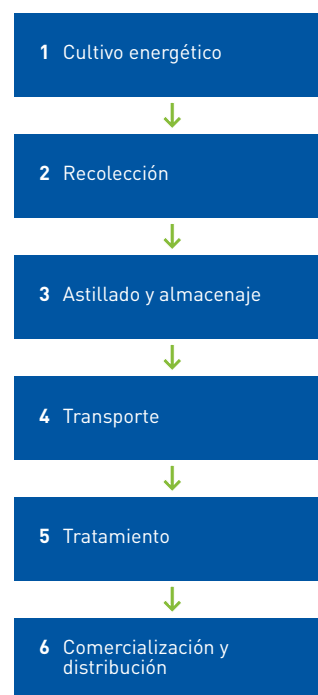 1 Cultivo energético
2 Recolección
3 Astillado y almacenaje
4 Transporte
5 Tratamiento
6 Comercialización y
distribución